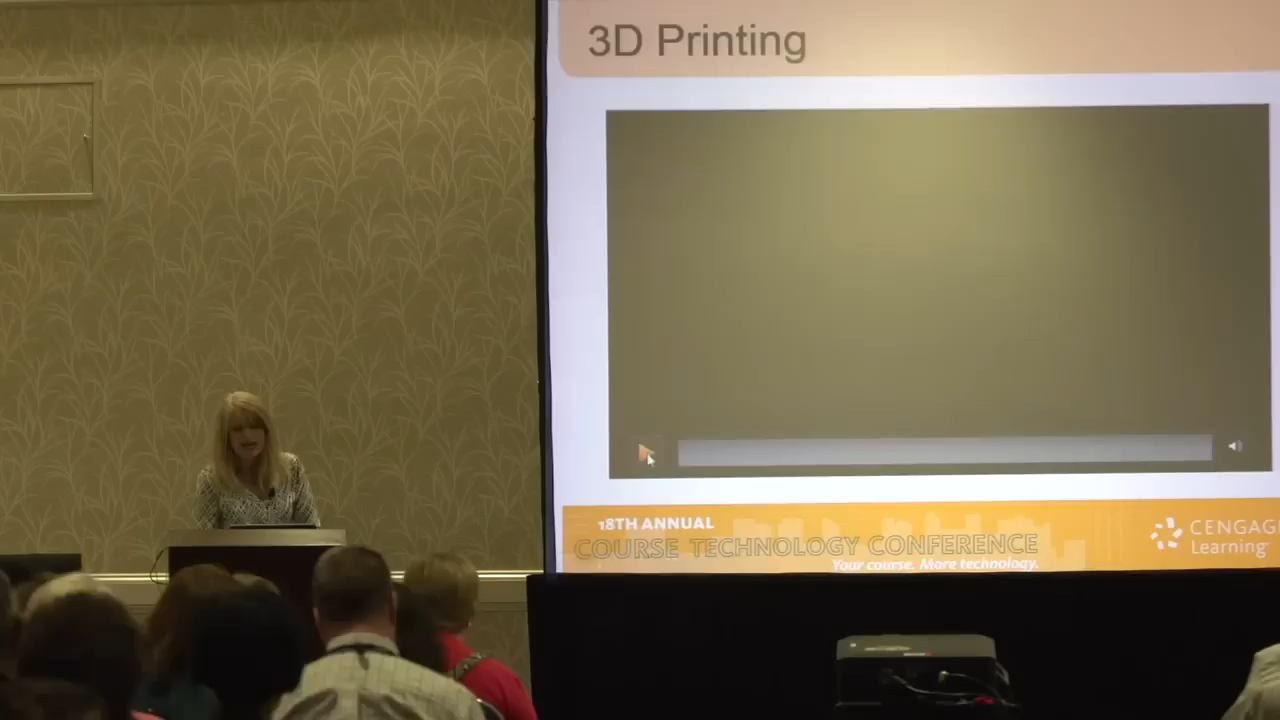 3D Printing
18TH ANNUAL
COURSE TECHNOLOGY CONFERENCE
Your course. More technology.
CENGAGE
Learning